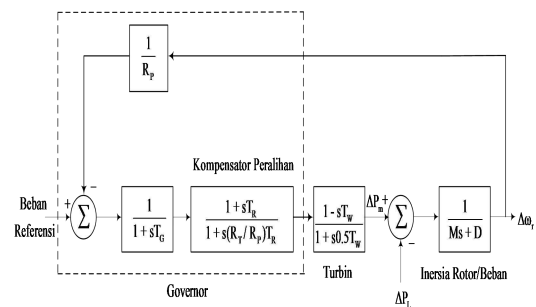 1
R_P
Kompensator Peralihan
Beban
Referensi
+
−
Σ
1
1 + sT_G
1 + sT_R
1 + s(R_T / R_P)T_R
1 - sT_W
1 + s0.5T_W
ΔP_m
+
Σ
−
1
Ms + D
Δω_r
Turbin
Inersia Rotor/Beban
Governor
ΔP_L